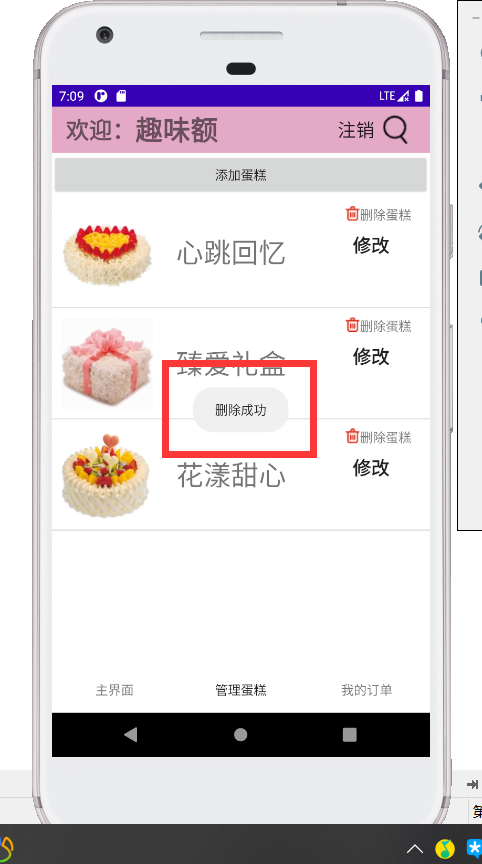 7:09 LTE
欢迎：趣味额 注销
添加蛋糕
删除蛋糕
心跳回忆 修改
删除蛋糕
臻爱礼盒 修改
删除成功
删除蛋糕
花漾甜心 修改
主界面 管理蛋糕 我的订单